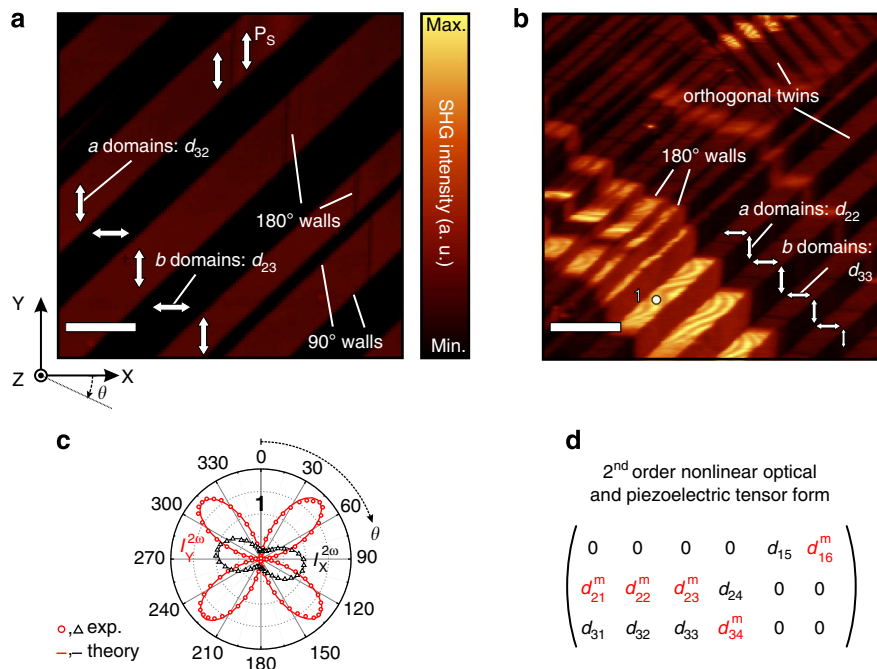 a
P_S
a domains: d_32
180° walls
b domains: d_23
90° walls
Y
Z
X
θ
Max.
SHG intensity (a. u.)
Min.
b
orthogonal twins
180° walls
a domains: d_22
b domains:
d_33
1
c
0
30
60
90
120
150
180
210
240
270
300
330
1
θ
I_Y^2ω
I_X^2ω
○,△ exp.
—,— theory
d
2nd order nonlinear optical
and piezoelectric tensor form
0 0 0 0 d_15 d_16^m
d_21^m d_22^m d_23^m d_24 0 0
d_31 d_32 d_33 d_34^m 0 0